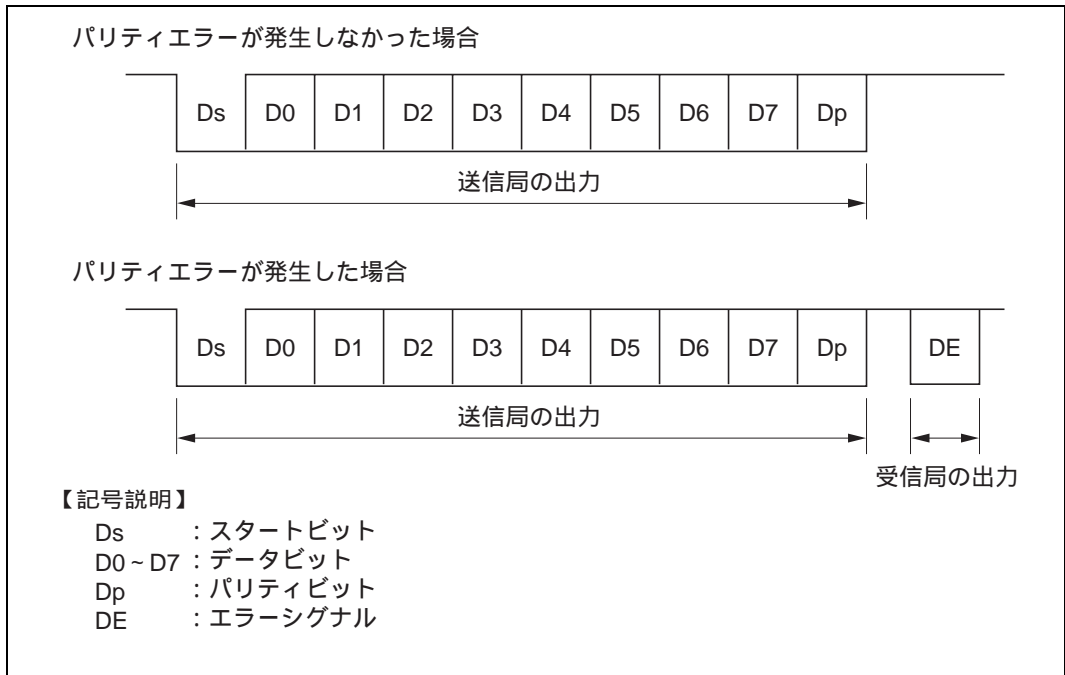 パリティエラーが発生しなかった場合
Ds D0 D1 D2 D3 D4 D5 D6 D7 Dp
送信局の出力
パリティエラーが発生した場合
Ds D0 D1 D2 D3 D4 D5 D6 D7 Dp DE
送信局の出力
受信局の出力
【記号説明】
Ds :スタートビット
D0~D7:データビット
Dp :パリティビット
DE :エラーシグナル